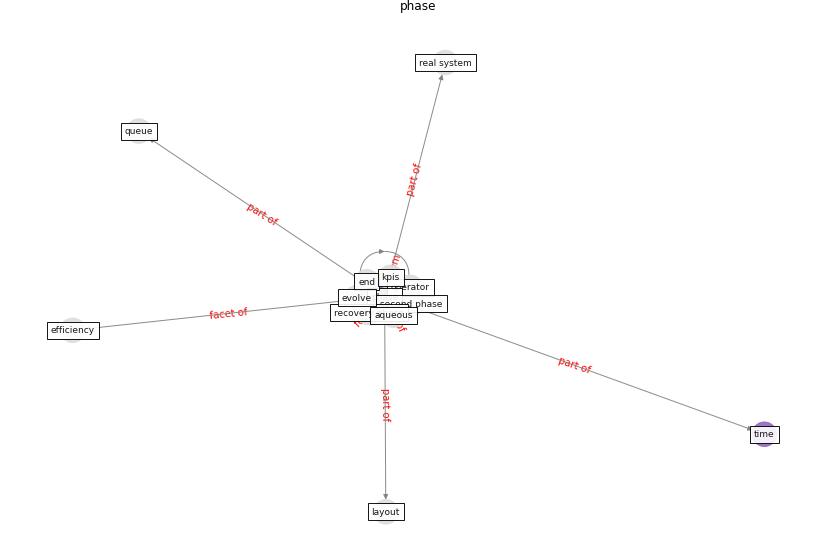 phase
real system
queue
part of
part of
kpis
end
erator
evolve
second phase
recovery
aqueous
facet of
efficiency
part of
part of
time
layout